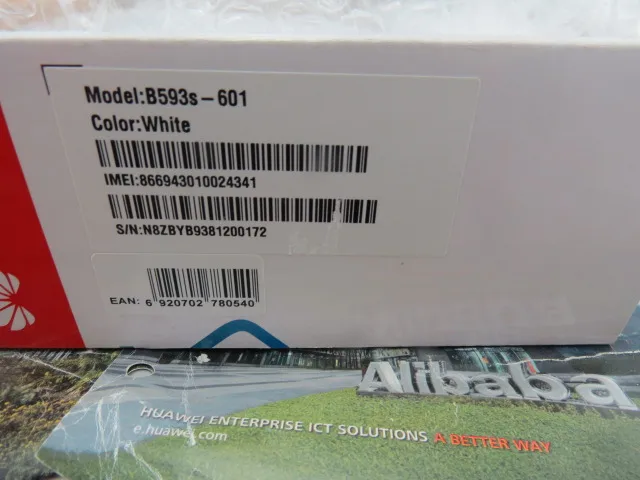 Model:B593s-601
Color:White
IMEI:866943010024341
S/N:N8ZBYB9381200172
EAN: 6 920702 780540
Alibaba
HUAWEI ENTERPRISE ICT SOLUTIONS A BETTER WAY
e.huawei.com